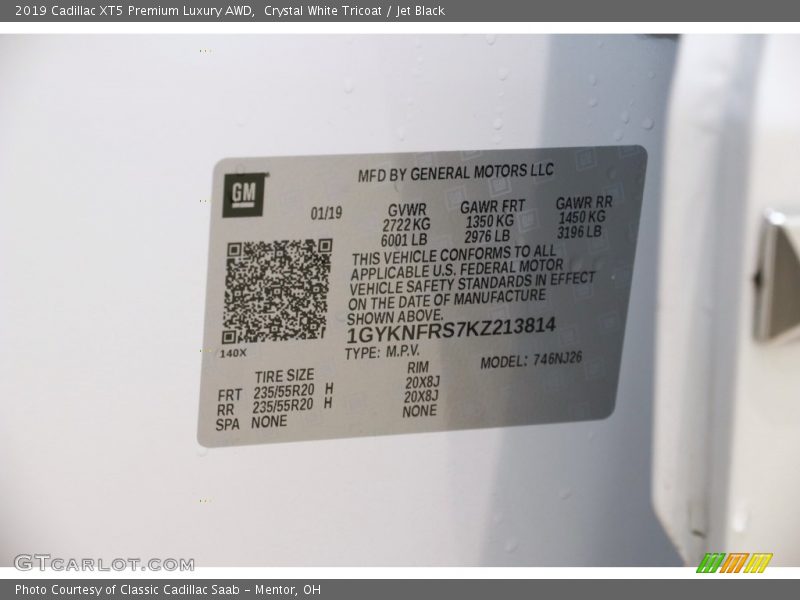 2019 Cadillac XT5 Premium Luxury AWD,  Crystal White Tricoat / Jet Black
MFD BY GENERAL MOTORS LLC
GM
01/19
GVWR GAWR FRT GAWR RR
2722 KG 1350 KG 1450 KG
6001 LB 2976 LB 3196 LB
THIS VEHICLE CONFORMS TO ALL
APPLICABLE U.S. FEDERAL MOTOR
VEHICLE SAFETY STANDARDS IN EFFECT
ON THE DATE OF MANUFACTURE
SHOWN ABOVE.
1GYKNFRS7KZ213814
140X
TYPE: M.P.V. MODEL: 746NJ26
TIRE SIZE RIM
FRT 235/55R20 H 20X8J
RR 235/55R20 H 20X8J
SPA NONE NONE
GTCARLOT.COM
Photo Courtesy of Classic Cadillac Saab – Mentor, OH